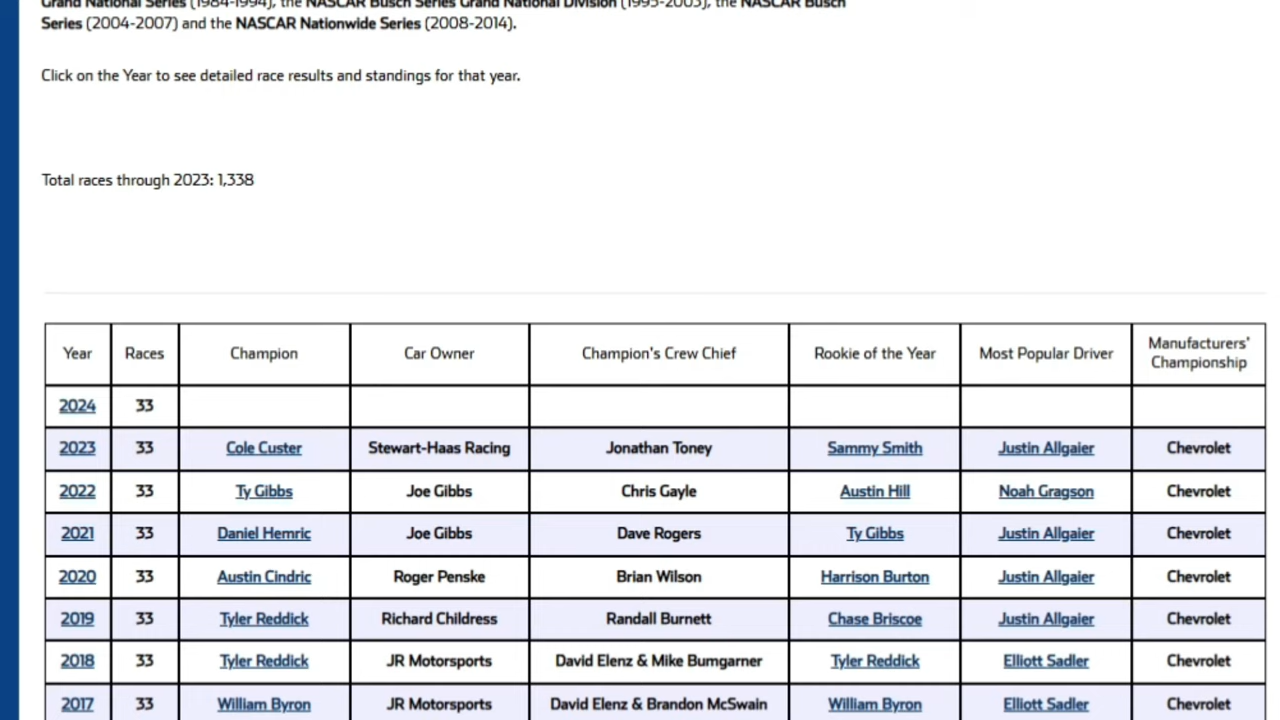 Grand National Series (1984-1994), the NASCAR Busch Series Grand National Division (1995-2003), the NASCAR Busch
Series (2004-2007) and the NASCAR Nationwide Series (2008-2014).
Click on the Year to see detailed race results and standings for that year.
Total races through 2023: 1,338
Year Races Champion Car Owner Champion's Crew Chief Rookie of the Year Most Popular Driver Manufacturers' Championship
2024 33
2023 33 Cole Custer Stewart-Haas Racing Jonathan Toney Sammy Smith Justin Allgaier Chevrolet
2022 33 Ty Gibbs Joe Gibbs Chris Gayle Austin Hill Noah Gragson Chevrolet
2021 33 Daniel Hemric Joe Gibbs Dave Rogers Ty Gibbs Justin Allgaier Chevrolet
2020 33 Austin Cindric Roger Penske Brian Wilson Harrison Burton Justin Allgaier Chevrolet
2019 33 Tyler Reddick Richard Childress Randall Burnett Chase Briscoe Justin Allgaier Chevrolet
2018 33 Tyler Reddick JR Motorsports David Elenz & Mike Bumgarner Tyler Reddick Elliott Sadler Chevrolet
2017 33 William Byron JR Motorsports David Elenz & Brandon McSwain William Byron Elliott Sadler Chevrolet